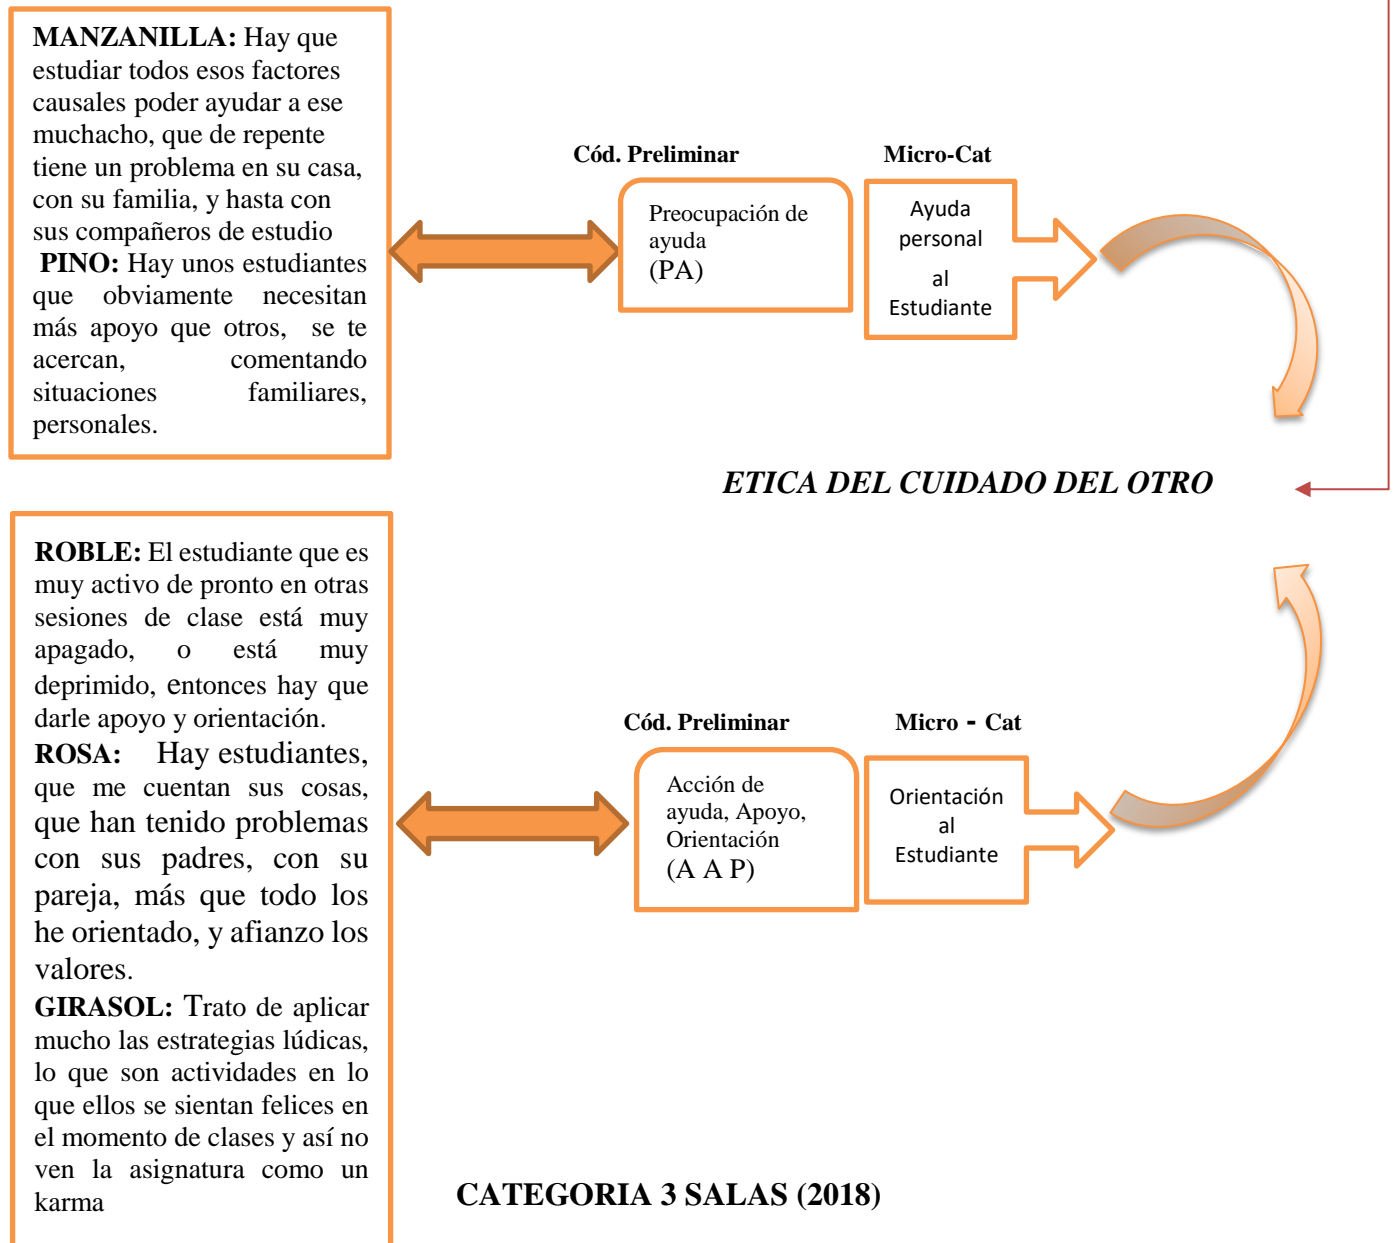 MANZANILLA: Hay que
estudiar todos esos factores
causales poder ayudar a ese
muchacho, que de repente
tiene un problema en su casa,
con su familia, y hasta con
sus compañeros de estudio
PINO: Hay unos estudiantes
que obviamente necesitan
más apoyo que otros, se te
acercan, comentando
situaciones familiares,
personales.
Cód. Preliminar
Preocupación de
ayuda
(PA)
Micro-Cat
Ayuda
personal
al
Estudiante
ETICA DEL CUIDADO DEL OTRO
ROBLE: El estudiante que es
muy activo de pronto en otras
sesiones de clase está muy
apagado, o está muy
deprimido, entonces hay que
darle apoyo y orientación.
ROSA: Hay estudiantes,
que me cuentan sus cosas,
que han tenido problemas
con sus padres, con su
pareja, más que todo los
he orientado, y afianzo los
valores.
GIRASOL: Trato de aplicar
mucho las estrategias lúdicas,
lo que son actividades en lo
que ellos se sientan felices en
el momento de clases y así no
ven la asignatura como un
karma
Cód. Preliminar
Acción de
ayuda, Apoyo,
Orientación
(A A P)
Micro - Cat
Orientación
al
Estudiante
CATEGORIA 3 SALAS (2018)